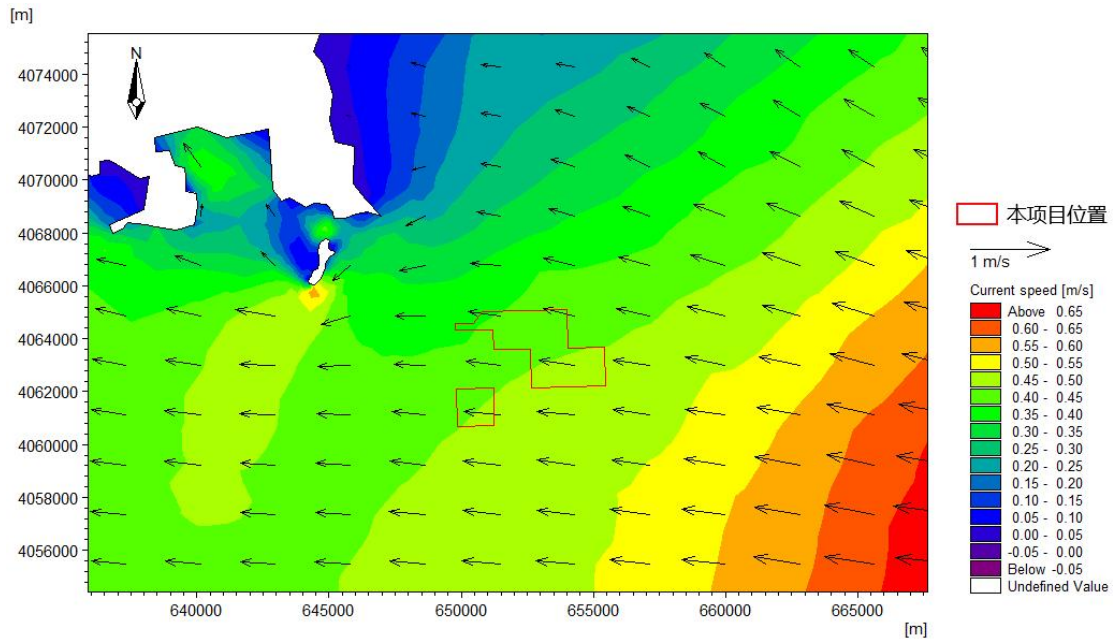 [m]
N
4074000
4072000
4070000
4068000
4066000
4064000
4062000
4060000
4058000
4056000
640000 645000 650000 655000 660000 665000
[m]
本项目位置
1 m/s
Current speed [m/s]
Above 0.65
0.60 - 0.65
0.55 - 0.60
0.50 - 0.55
0.45 - 0.50
0.40 - 0.45
0.35 - 0.40
0.30 - 0.35
0.25 - 0.30
0.20 - 0.25
0.15 - 0.20
0.10 - 0.15
0.05 - 0.10
0.00 - 0.05
-0.05 - 0.00
Below -0.05
Undefined Value